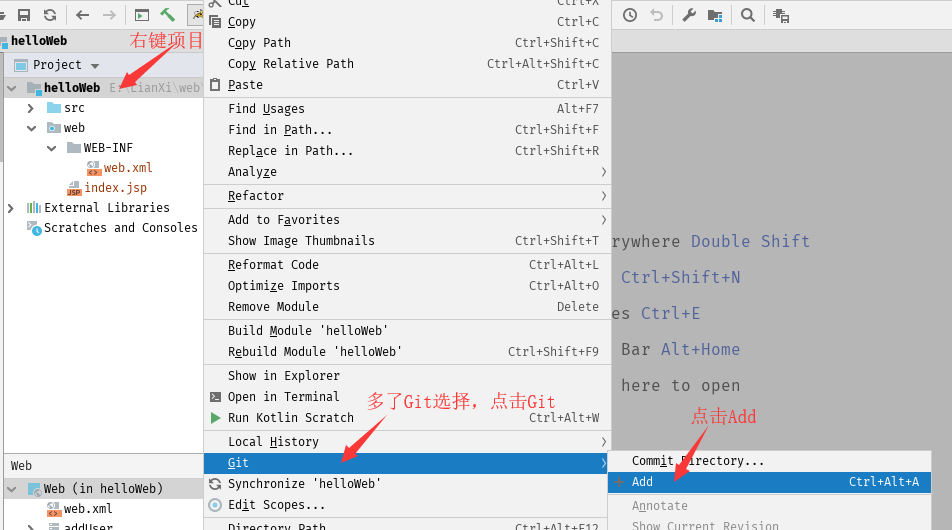 Cut Ctrl+X
Copy Ctrl+C
Copy Path Ctrl+Shift+C
Copy Relative Path Ctrl+Alt+Shift+C
Paste Ctrl+V
Find Usages Alt+F7
Find in Path... Ctrl+Shift+F
Replace in Path... Ctrl+Shift+R
Analyze
Refactor
Add to Favorites
Show Image Thumbnails Ctrl+Shift+T
Reformat Code Ctrl+Alt+L
Optimize Imports Ctrl+Alt+O
Remove Module Delete
Build Module 'helloWeb'
Rebuild Module 'helloWeb' Ctrl+Shift+F9
Show in Explorer
Open in Terminal
Run Kotlin Scratch Ctrl+Alt+W
Local History
Git
Synchronize 'helloWeb'
Edit Scopes...
Directory Path Ctrl+Alt+F12
helloWeb
右键项目
Project
helloWeb E:\LianXi\web
src
web
WEB-INF
web.xml
JSP index.jsp
External Libraries
Scratches and Consoles
Web
Web (in helloWeb)
web.xml
addUser
多了Git选择，点击Git
rywhere Double Shift
Ctrl+Shift+N
es Ctrl+E
Bar Alt+Home
here to open
点击Add
Commit Directory...
Add Ctrl+Alt+A
Annotate
Show Current Revision